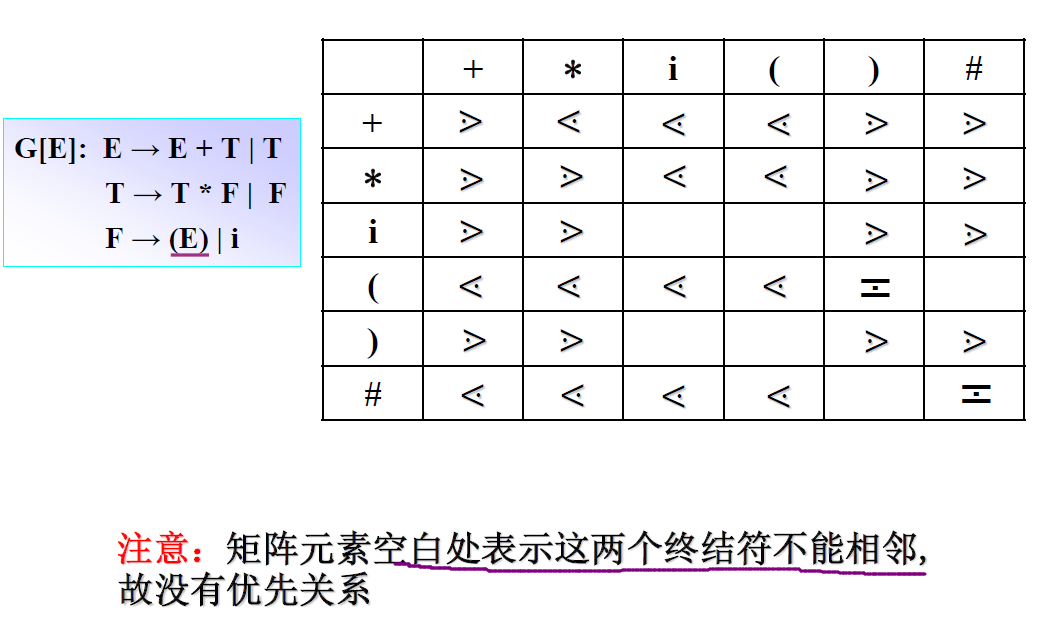 G[E]: E → E + T | T
T → T * F | F
F → (E) | i
+ * i ( ) #
+ ⋗ ⋖ ⋖ ⋖ ⋗ ⋗
* ⋗ ⋗ ⋖ ⋖ ⋗ ⋗
i ⋗ ⋗ ⋗ ⋗
( ⋖ ⋖ ⋖ ⋖ ≖
) ⋗ ⋗ ⋗ ⋗
# ⋖ ⋖ ⋖ ⋖ ≖
注意：矩阵元素空白处表示这两个终结符不能相邻,
故没有优先关系